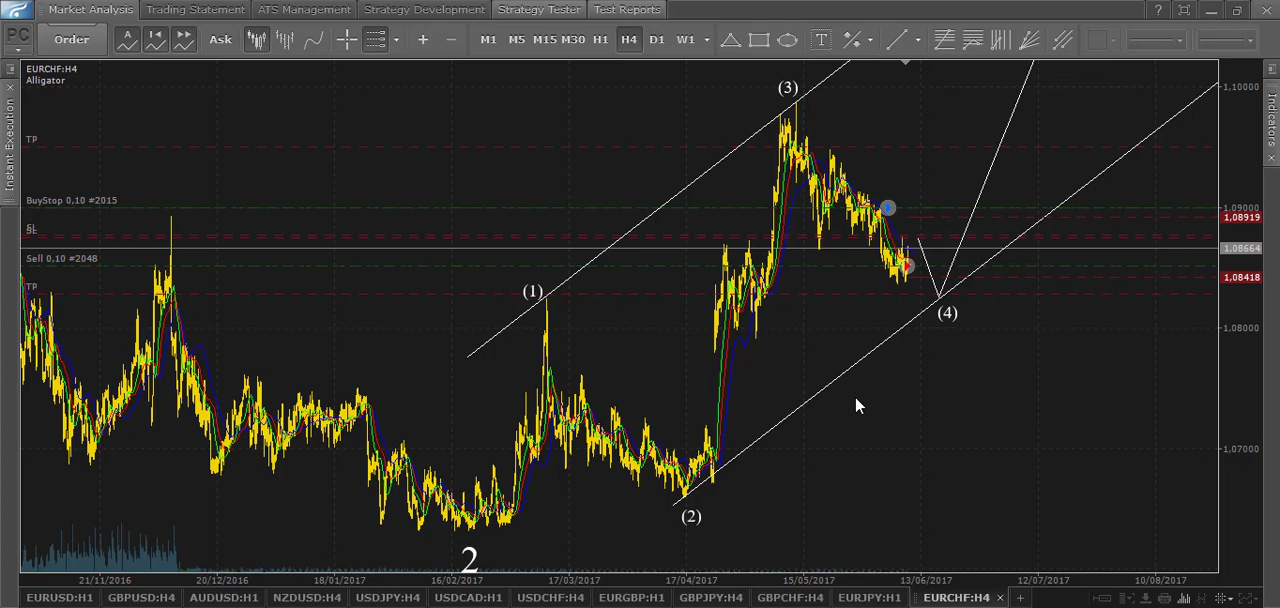 Market Analysis Trading Statement ATS Management Strategy Development Strategy Tester Test Reports ?
PC Order A Ask M1 M5 M15 M30 H1 H4 D1 W1 T
EURCHF:H4
Alligator
Instant Execution
Indicators
1,10000
(3)
TP
BuyStop 0,10 #2015
1,09000
1,08919
SL
1,08664
Sell 0,10 #2048
1,08418
TP
(1)
(4)
1,08000
1,07000
(2)
2
21/11/2016 20/12/2016 18/01/2017 16/02/2017 17/03/2017 17/04/2017 15/05/2017 13/06/2017 12/07/2017 10/08/2017
EURUSD:H1 GBPUSD:H4 AUDUSD:H1 NZDUSD:H4 USDJPY:H4 USDCAD:H1 USDCHF:H4 EURGBP:H1 GBPJPY:H4 GBPCHF:H4 EURJPY:H1 EURCHF:H4